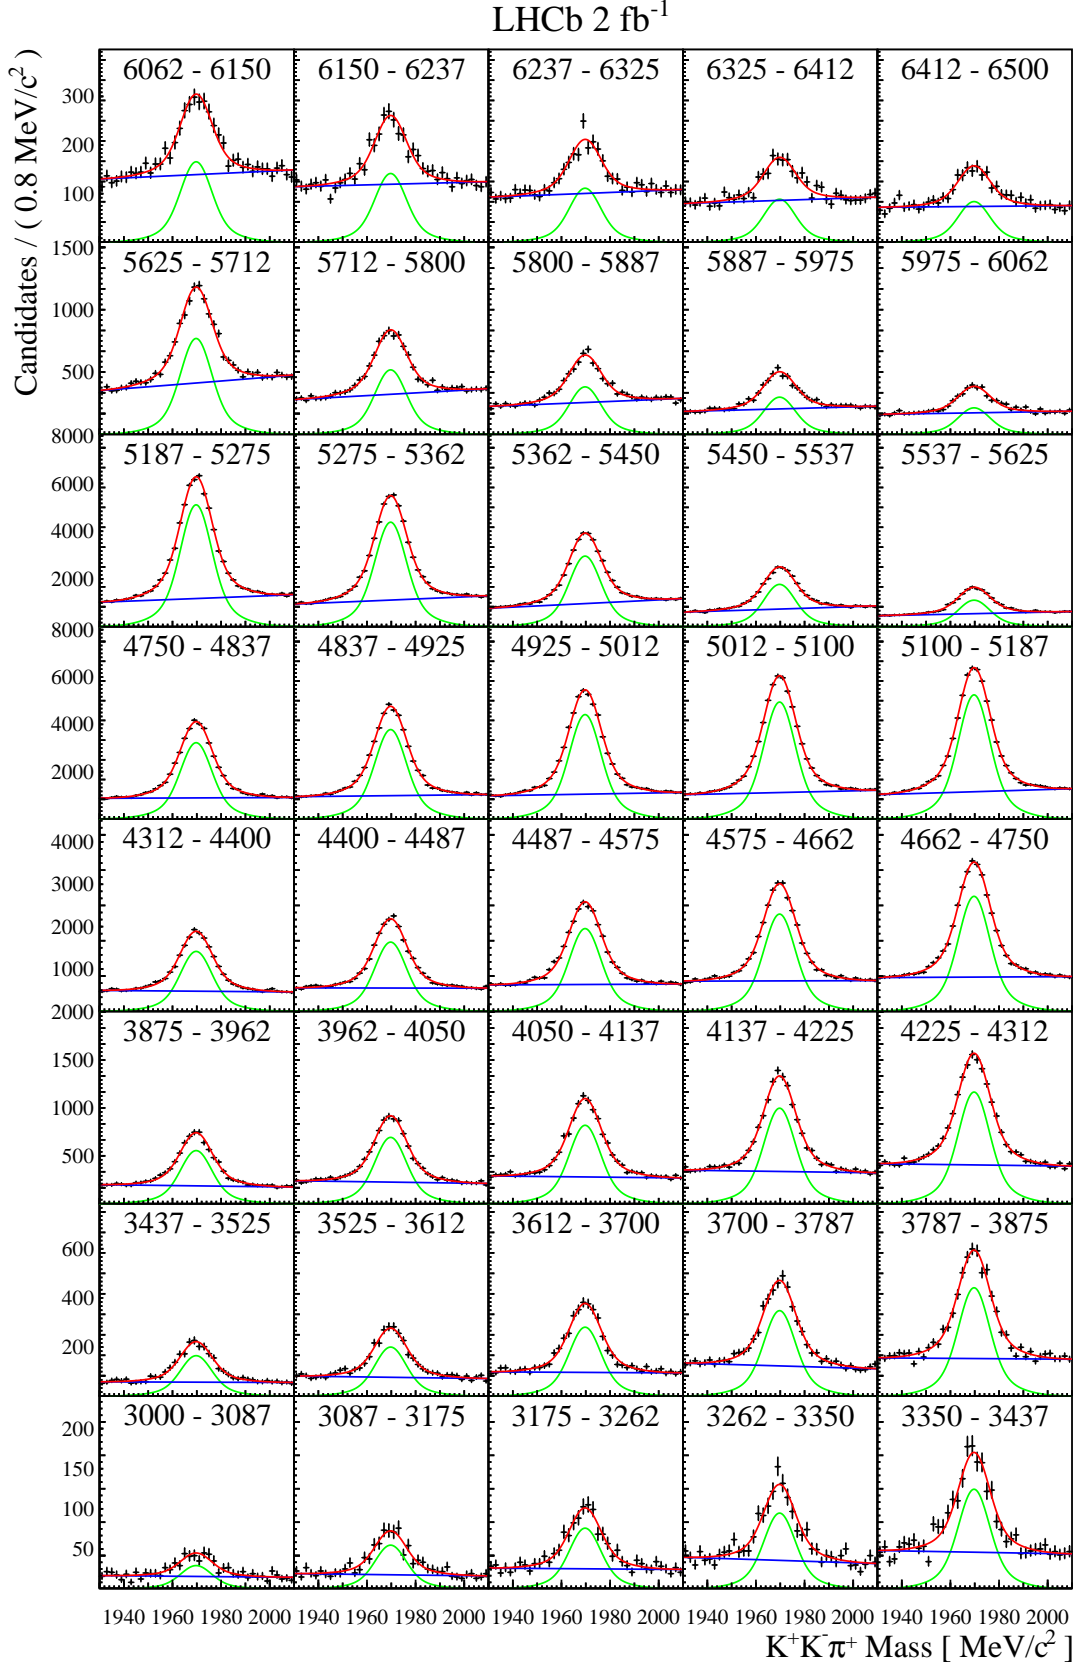 LHCb 2 fb⁻¹
Candidates / ( 0.8 MeV/c² )
6062 - 6150 6150 - 6237 6237 - 6325 6325 - 6412 6412 - 6500
300
200
100
5625 - 5712 5712 - 5800 5800 - 5887 5887 - 5975 5975 - 6062
1500
1000
500
5187 - 5275 5275 - 5362 5362 - 5450 5450 - 5537 5537 - 5625
8000
6000
4000
2000
4750 - 4837 4837 - 4925 4925 - 5012 5012 - 5100 5100 - 5187
8000
6000
4000
2000
4312 - 4400 4400 - 4487 4487 - 4575 4575 - 4662 4662 - 4750
4000
3000
2000
1000
3875 - 3962 3962 - 4050 4050 - 4137 4137 - 4225 4225 - 4312
2000
1500
1000
500
3437 - 3525 3525 - 3612 3612 - 3700 3700 - 3787 3787 - 3875
600
400
200
3000 - 3087 3087 - 3175 3175 - 3262 3262 - 3350 3350 - 3437
200
150
100
50
1940 1960 1980 2000 1940 1960 1980 2000 1940 1960 1980 2000 1940 1960 1980 2000 1940 1960 1980 2000
K⁺K⁻π⁺ Mass [ MeV/c² ]